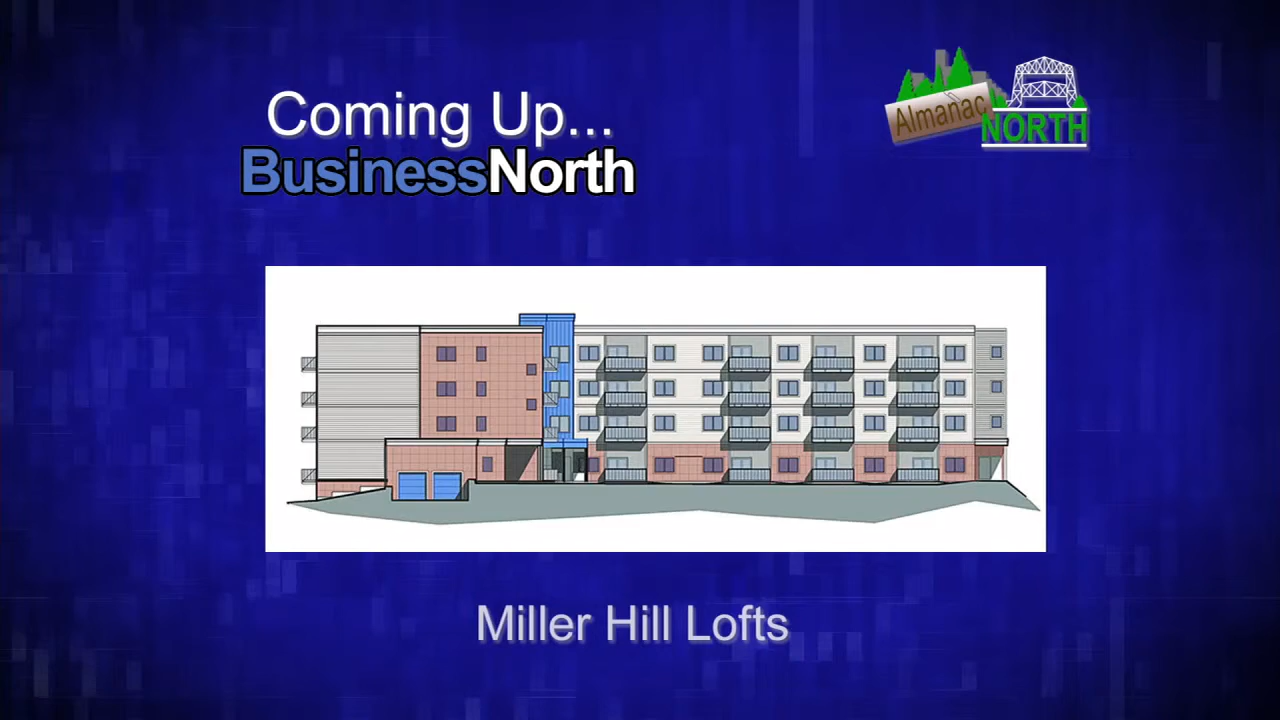 Coming Up...
BusinessNorth
Almanac
NORTH
Miller Hill Lofts